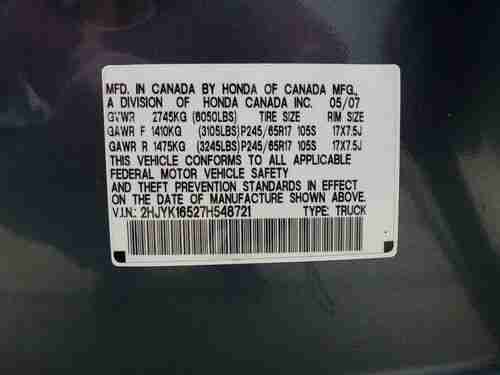 MFD. IN CANADA BY HONDA OF CANADA MFG.,
A DIVISION OF HONDA CANADA INC. 05/07
GVWR 2745KG (6050LBS) TIRE SIZE RIM SIZE
GAWR F 1410KG (3105LBS) P245/65R17 105S 17X7.5J
GAWR R 1475KG (3245LBS) P245/65R17 105S 17X7.5J
THIS VEHICLE CONFORMS TO ALL APPLICABLE
FEDERAL MOTOR VEHICLE SAFETY
AND THEFT PREVENTION STANDARDS IN EFFECT
ON THE DATE OF MANUFACTURE SHOWN ABOVE.
V.I.N.: 2HJYK16527H548721 TYPE: TRUCK